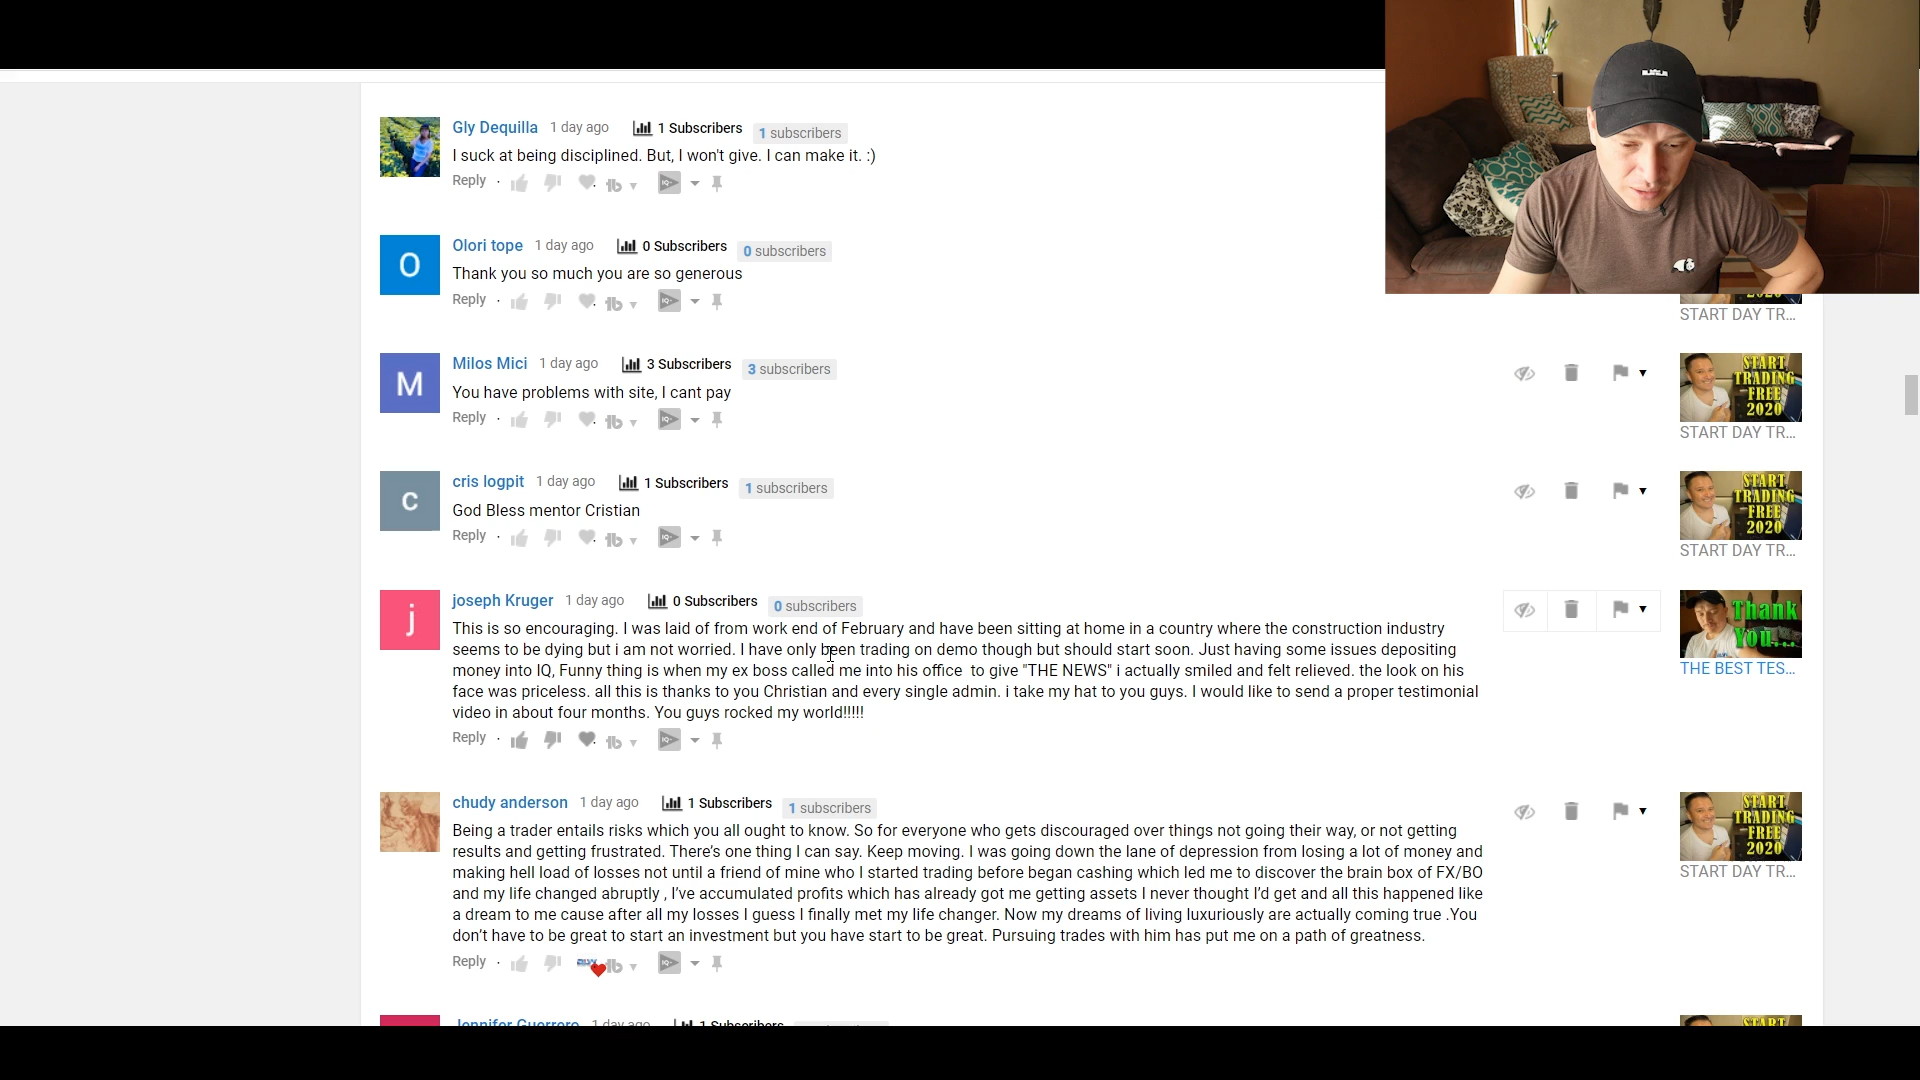 Gly Dequilla 1 day ago 1 Subscribers 1 subscribers
I suck at being disciplined. But, I won't give. I can make it. :)
Reply
O
Olori tope 1 day ago 0 Subscribers 0 subscribers
Thank you so much you are so generous
Reply
START DAY TR...
M
Milos Mici 1 day ago 3 Subscribers 3 subscribers
You have problems with site, I cant pay
Reply
START
TRADING
FREE
2020
START DAY TR...
c
cris logpit 1 day ago 1 Subscribers 1 subscribers
God Bless mentor Cristian
Reply
START
TRADING
FREE
2020
START DAY TR...
j
joseph Kruger 1 day ago 0 Subscribers 0 subscribers
This is so encouraging. I was laid of from work end of February and have been sitting at home in a country where the construction industry
seems to be dying but i am not worried. I have only been trading on demo though but should start soon. Just having some issues depositing
money into IQ, Funny thing is when my ex boss called me into his office to give "THE NEWS" i actually smiled and felt relieved. the look on his
face was priceless. all this is thanks to you Christian and every single admin. i take my hat to you guys. I would like to send a proper testimonial
video in about four months. You guys rocked my world!!!!!
Reply
Thank
You...
THE BEST TES...
chudy anderson 1 day ago 1 Subscribers 1 subscribers
Being a trader entails risks which you all ought to know. So for everyone who gets discouraged over things not going their way, or not getting
results and getting frustrated. There's one thing I can say. Keep moving. I was going down the lane of depression from losing a lot of money and
making hell load of losses not until a friend of mine who I started trading before began cashing which led me to discover the brain box of FX/BO
and my life changed abruptly , I've accumulated profits which has already got me getting assets I never thought I'd get and all this happened like
a dream to me cause after all my losses I guess I finally met my life changer. Now my dreams of living luxuriously are actually coming true .You
don't have to be great to start an investment but you have start to be great. Pursuing trades with him has put me on a path of greatness.
Reply
START
TRADING
FREE
2020
START DAY TR...
Jennifer Guerrero 1 day ago 1 Subscribers
START